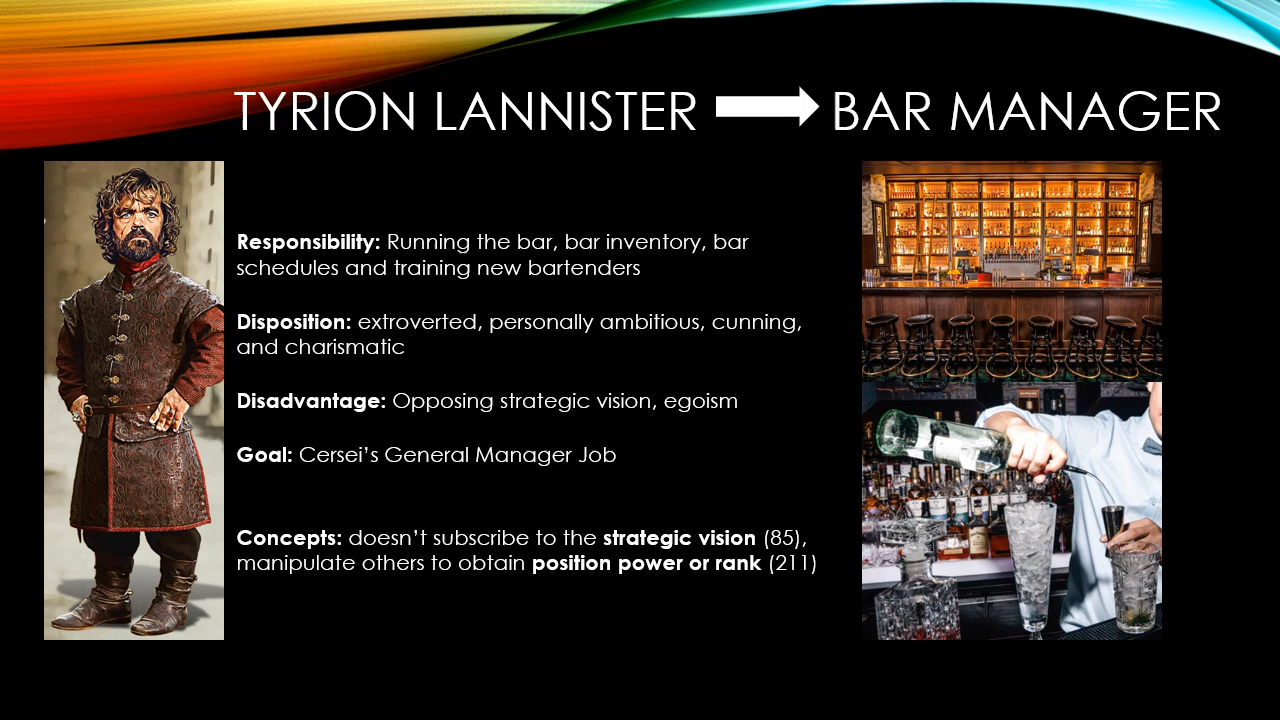 TYRION LANNISTER BAR MANAGER
Responsibility: Running the bar, bar inventory, bar
schedules and training new bartenders
Disposition: extroverted, personally ambitious, cunning,
and charismatic
Disadvantage: Opposing strategic vision, egoism
Goal: Cersei’s General Manager Job
Concepts: doesn’t subscribe to the strategic vision (85),
manipulate others to obtain position power or rank (211)